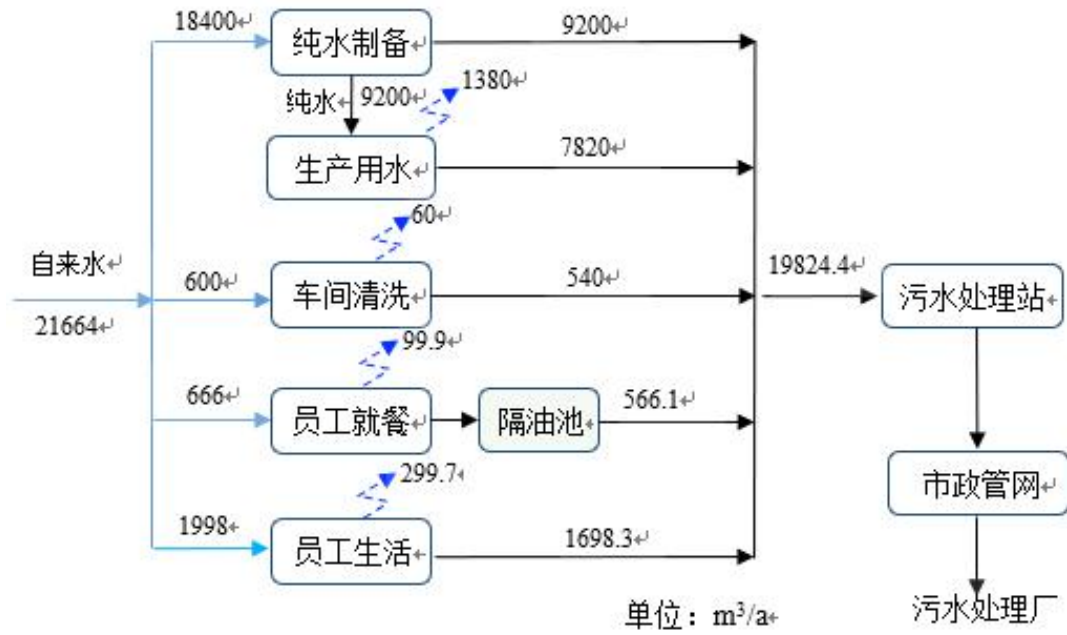 18400
纯水制备
9200
纯水
9200
1380
生产用水
7820
60
自来水
21664
600
车间清洗
540
19824.4
污水处理站
99.9
666
员工就餐
隔油池
566.1
299.7
市政管网
1998
员工生活
1698.3
单位：m³/a
污水处理厂